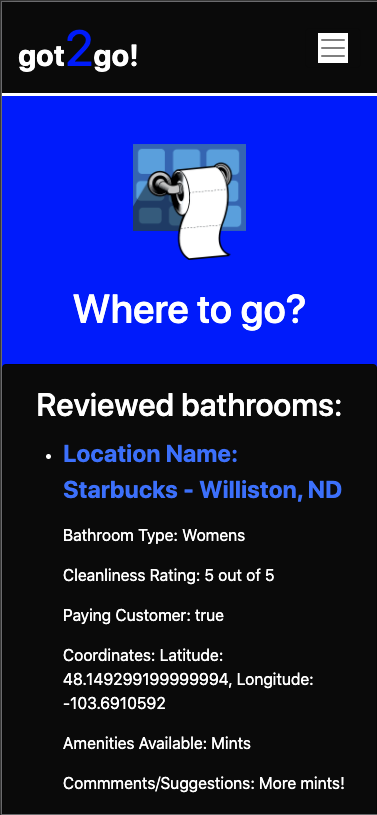 got2go!
Where to go?
Reviewed bathrooms:
Location Name:
Starbucks - Williston, ND
Bathroom Type: Womens
Cleanliness Rating: 5 out of 5
Paying Customer: true
Coordinates: Latitude:
48.149299199999994, Longitude:
-103.6910592
Amenities Available: Mints
Commments/Suggestions: More mints!